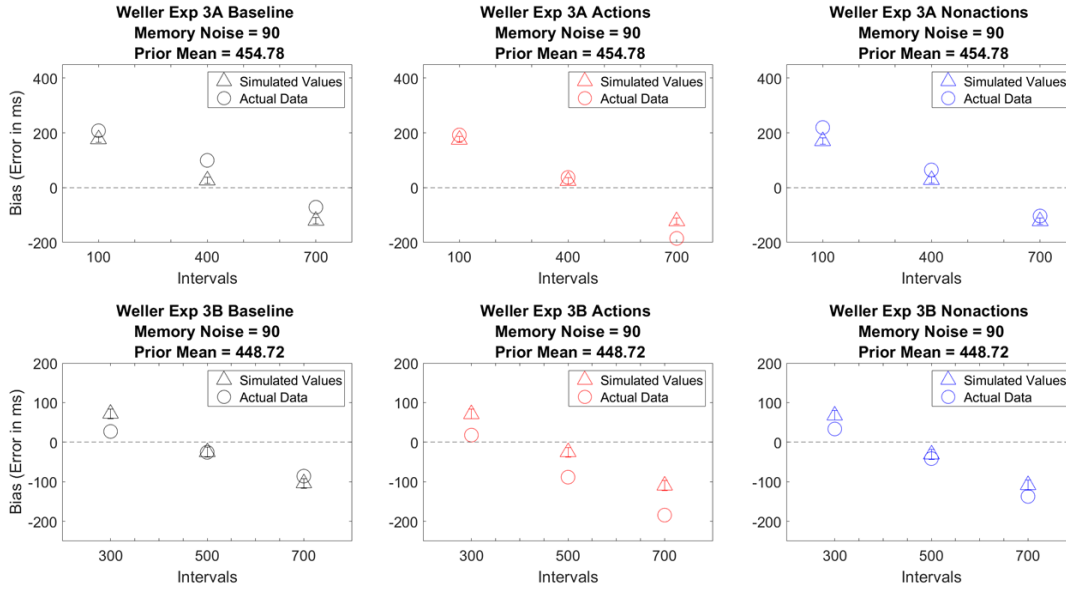 Weller Exp 3A Baseline
Memory Noise = 90
Prior Mean = 454.78
400
200
0
-200
Bias (Error in ms)
Simulated Values
Actual Data
100
400
700
Intervals
Weller Exp 3A Actions
Memory Noise = 90
Prior Mean = 454.78
400
200
0
-200
Simulated Values
Actual Data
100
400
700
Intervals
Weller Exp 3A Nonactions
Memory Noise = 90
Prior Mean = 454.78
400
200
0
-200
Simulated Values
Actual Data
100
400
700
Intervals
Weller Exp 3B Baseline
Memory Noise = 90
Prior Mean = 448.72
200
100
0
-100
-200
Bias (Error in ms)
Simulated Values
Actual Data
300
500
700
Intervals
Weller Exp 3B Actions
Memory Noise = 90
Prior Mean = 448.72
200
100
0
-100
-200
Simulated Values
Actual Data
300
500
700
Intervals
Weller Exp 3B Nonactions
Memory Noise = 90
Prior Mean = 448.72
200
100
0
-100
-200
Simulated Values
Actual Data
300
500
700
Intervals